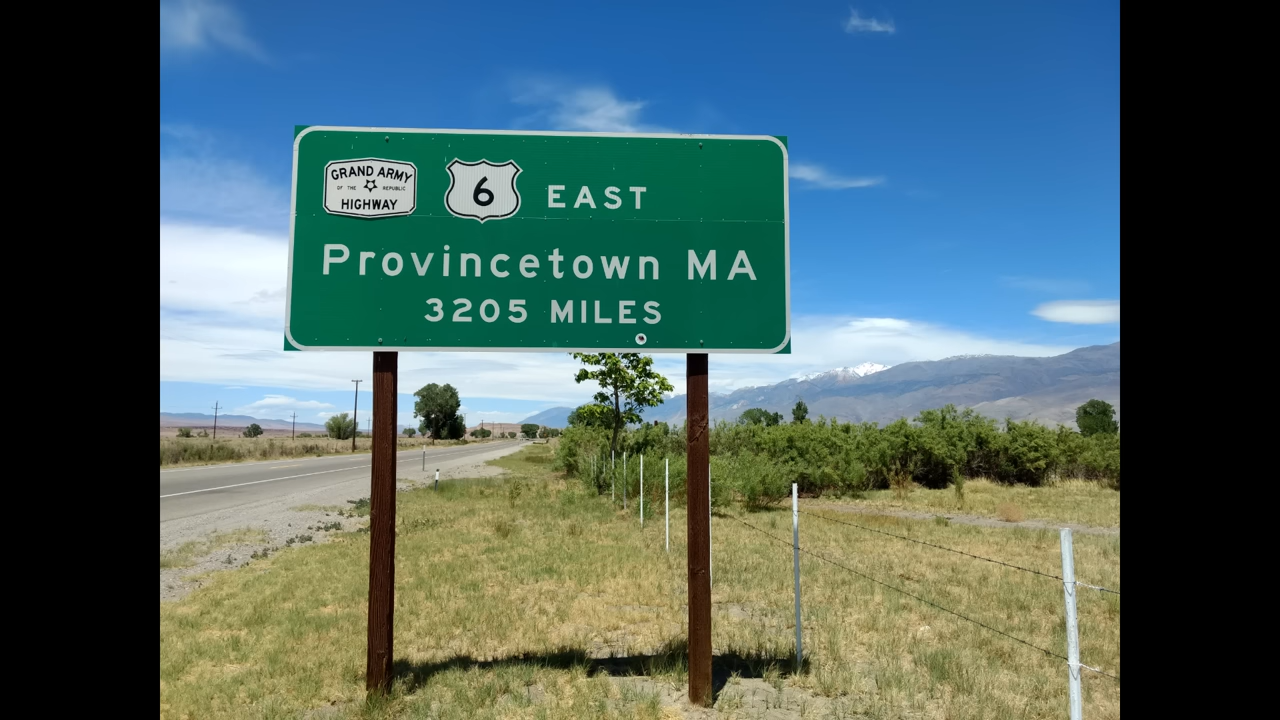 GRAND ARMY
OF THE REPUBLIC
HIGHWAY
6
EAST
Provincetown MA
3205 MILES